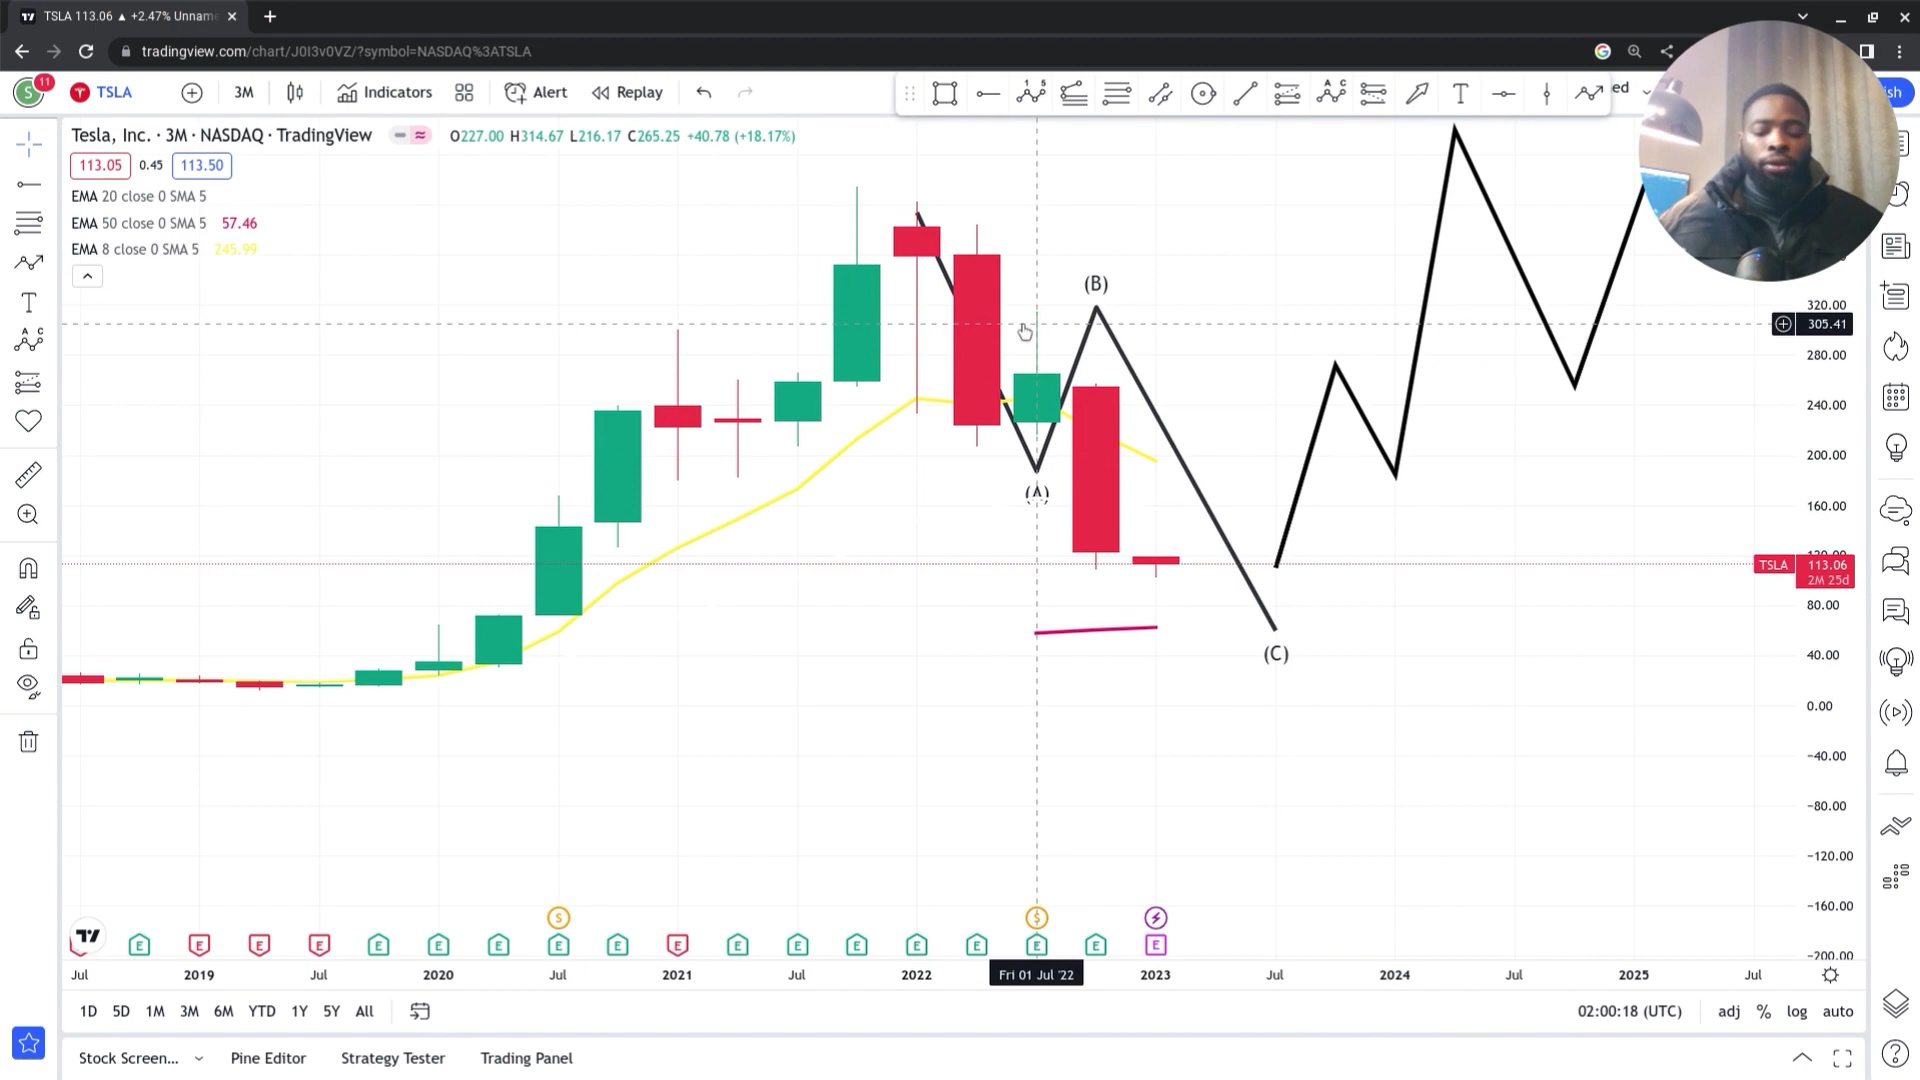 TSLA 113.06 ▲ +2.47% Unnam
tradingview.com/chart/J0I3v0VZ/?symbol=NASDAQ%3ATSLA
S 11 TSLA 3M Indicators Alert Replay ed ish
Tesla, Inc. · 3M · NASDAQ · TradingView O227.00 H314.67 L216.17 C265.25 +40.78 (+18.17%)
113.05 0.45 113.50
EMA 20 close 0 SMA 5
EMA 50 close 0 SMA 5 57.46
EMA 8 close 0 SMA 5 245.99
(B)
(A)
(C)
320.00
305.41
280.00
240.00
200.00
160.00
120.00
TSLA 113.06
2M 25d
80.00
40.00
0.00
−40.00
−80.00
−120.00
−160.00
−200.00
S $
E E E E E E E E E E E E E E E E E E
Jul 2019 Jul 2020 Jul 2021 Jul 2022 Fri 01 Jul '22 2023 Jul 2024 Jul 2025 Jul
1D 5D 1M 3M 6M YTD 1Y 5Y All 02:00:18 (UTC) adj % log auto
Stock Screen... Pine Editor Strategy Tester Trading Panel